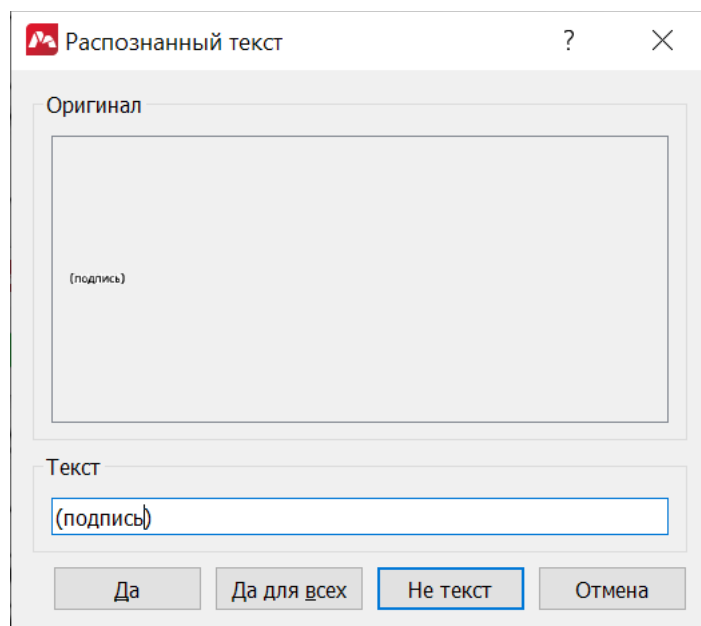 Распознанный текст ?
Оригинал
(подпись)
Текст
(подпись)
Да Да для всех Не текст Отмена